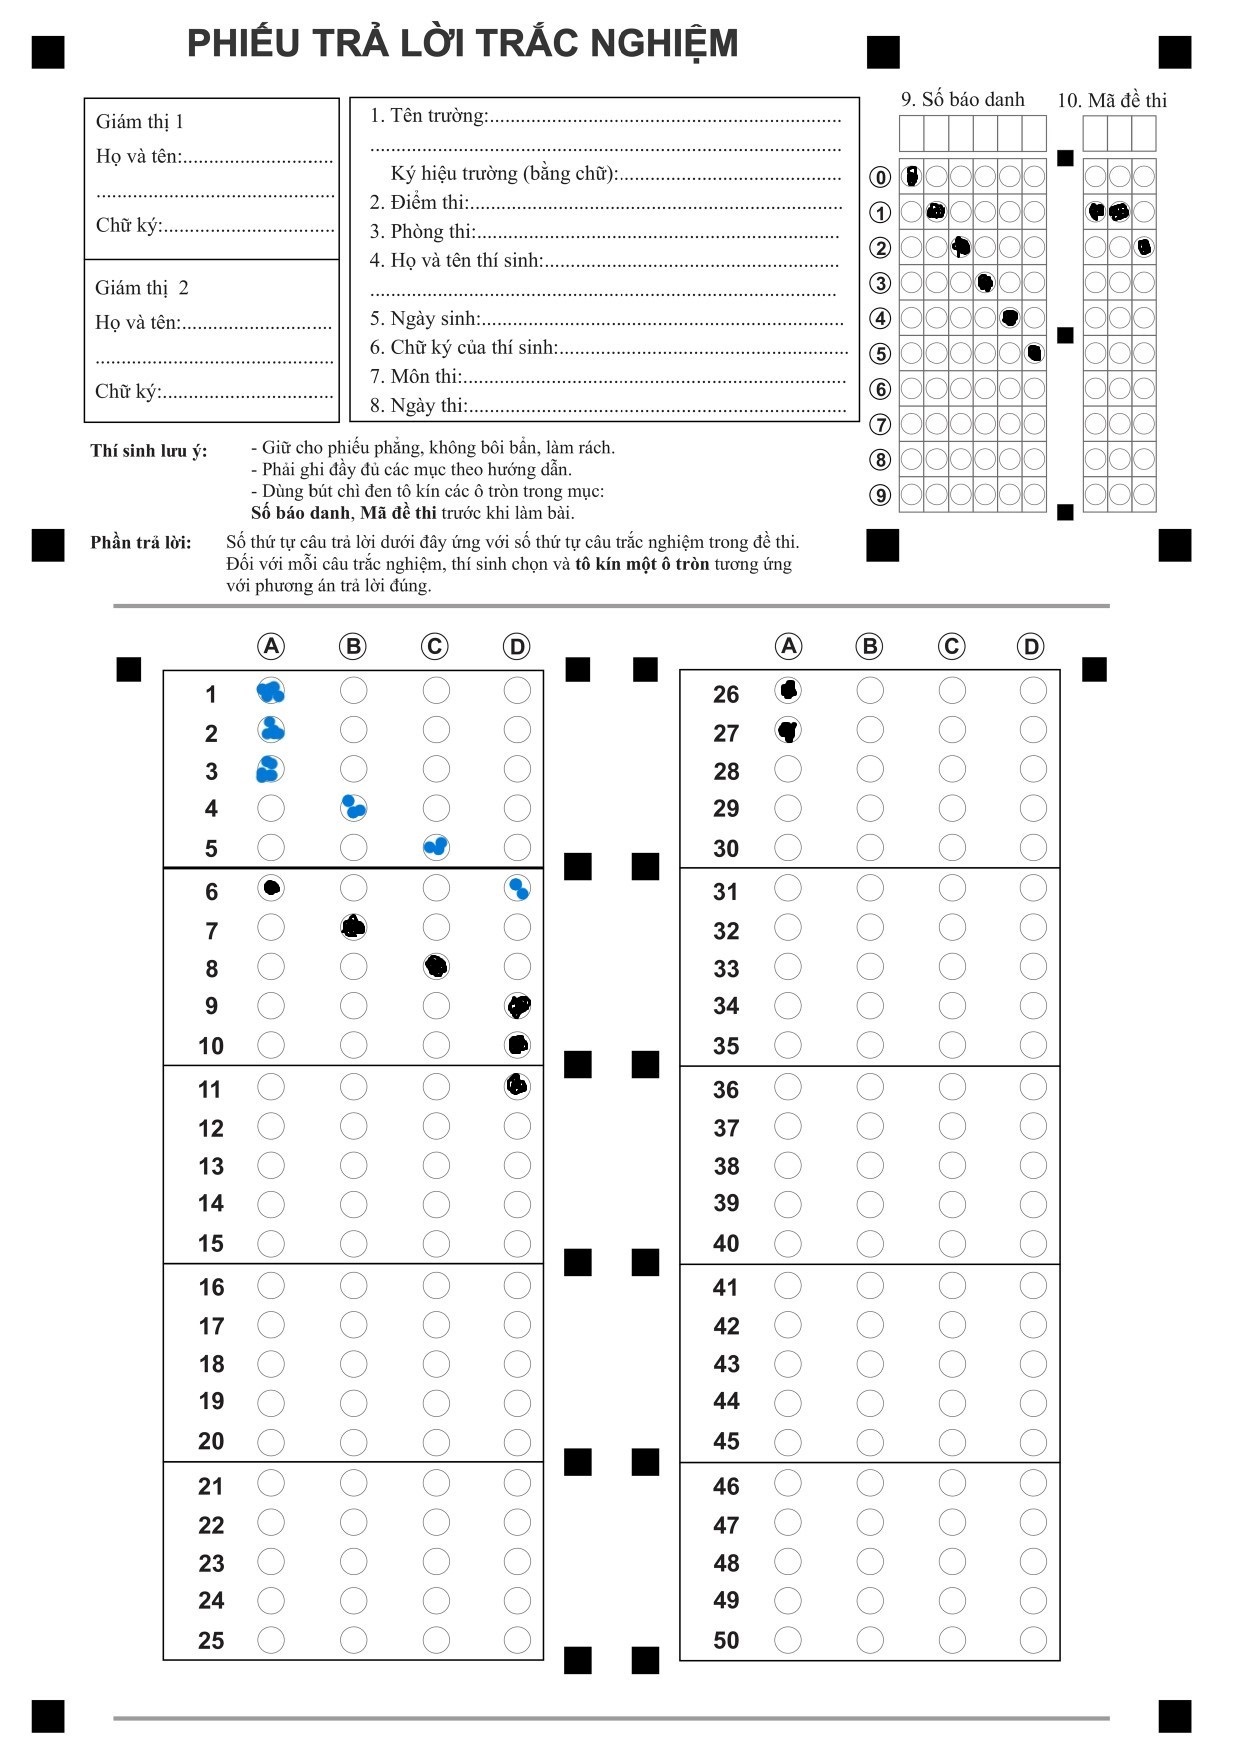 PHIẾU TRẢ LỜI TRẮC NGHIỆM
Giám thị 1
Họ và tên:............................
............................................
Chữ ký:................................
Giám thị 2
Họ và tên:............................
............................................
Chữ ký:................................
1. Tên trường:..................................................................
........................................................................................
Ký hiệu trường (bằng chữ):..........................................
2. Điểm thi:......................................................................
3. Phòng thi:....................................................................
4. Họ và tên thí sinh:.......................................................
.......................................................................................
5. Ngày sinh:....................................................................
6. Chữ ký của thí sinh:......................................................
7. Môn thi:........................................................................
8. Ngày thi:.......................................................................
9. Số báo danh
10. Mã đề thi
0
1
2
3
4
5
6
7
8
9
Thí sinh lưu ý:
- Giữ cho phiếu phẳng, không bôi bẩn, làm rách.
- Phải ghi đầy đủ các mục theo hướng dẫn.
- Dùng bút chì đen tô kín các ô tròn trong mục:
Số báo danh, Mã đề thi trước khi làm bài.
Phần trả lời:
Số thứ tự câu trả lời dưới đây ứng với số thứ tự câu trắc nghiệm trong đề thi.
Đối với mỗi câu trắc nghiệm, thí sinh chọn và tô kín một ô tròn tương ứng
với phương án trả lời đúng.
A B C D
1
2
3
4
5
6
7
8
9
10
11
12
13
14
15
16
17
18
19
20
21
22
23
24
25
A B C D
26
27
28
29
30
31
32
33
34
35
36
37
38
39
40
41
42
43
44
45
46
47
48
49
50